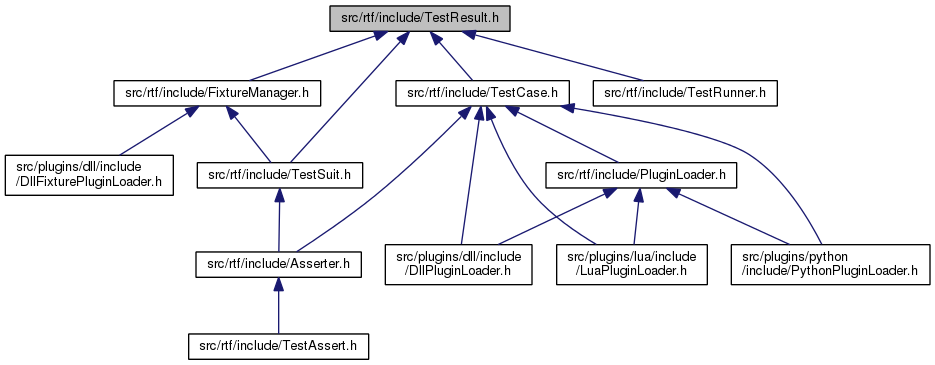 src/rtf/include/TestResult.h
src/rtf/include/FixtureManager.h
src/rtf/include/TestCase.h
src/rtf/include/TestRunner.h
src/plugins/dll/include
/DllFixturePluginLoader.h
src/rtf/include/TestSuit.h
src/rtf/include/PluginLoader.h
src/rtf/include/Asserter.h
src/plugins/dll/include
/DllPluginLoader.h
src/plugins/lua/include
/LuaPluginLoader.h
src/plugins/python
/include/PythonPluginLoader.h
src/rtf/include/TestAssert.h